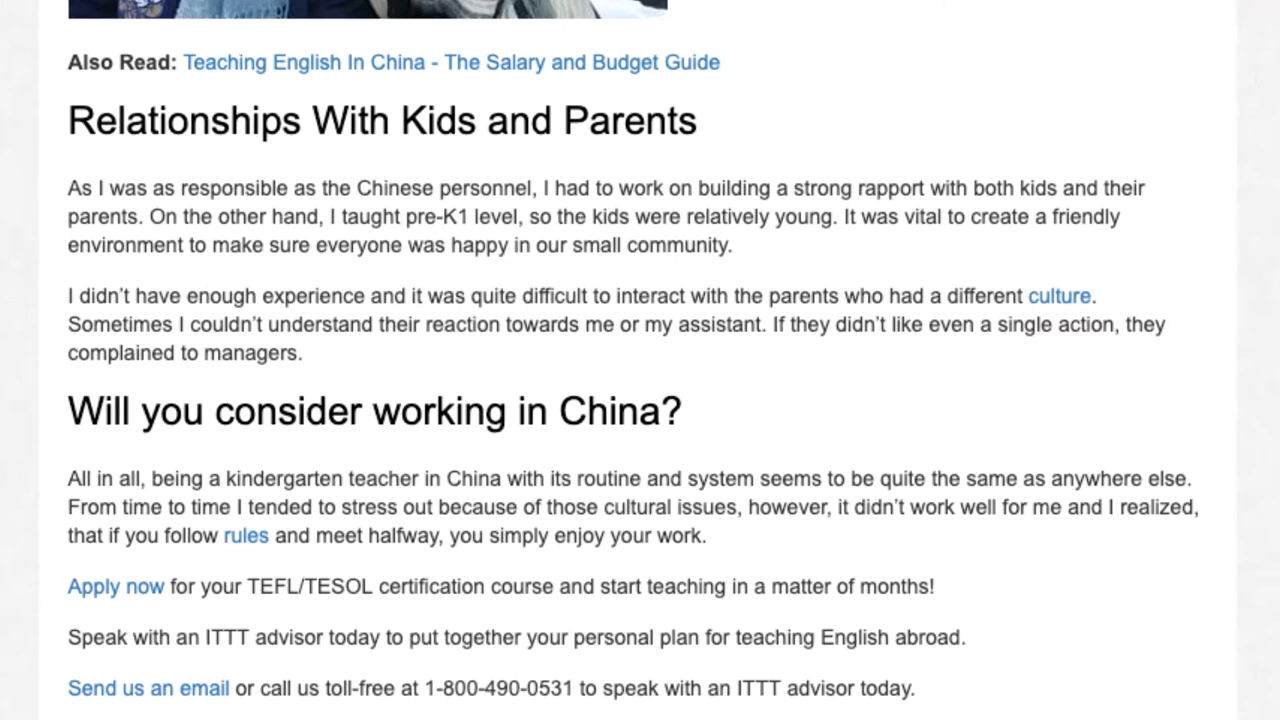 Also Read: Teaching English In China - The Salary and Budget Guide
Relationships With Kids and Parents
As I was as responsible as the Chinese personnel, I had to work on building a strong rapport with both kids and their
parents. On the other hand, I taught pre-K1 level, so the kids were relatively young. It was vital to create a friendly
environment to make sure everyone was happy in our small community.
I didn’t have enough experience and it was quite difficult to interact with the parents who had a different culture.
Sometimes I couldn’t understand their reaction towards me or my assistant. If they didn’t like even a single action, they
complained to managers.
Will you consider working in China?
All in all, being a kindergarten teacher in China with its routine and system seems to be quite the same as anywhere else.
From time to time I tended to stress out because of those cultural issues, however, it didn’t work well for me and I realized,
that if you follow rules and meet halfway, you simply enjoy your work.
Apply now for your TEFL/TESOL certification course and start teaching in a matter of months!
Speak with an ITTT advisor today to put together your personal plan for teaching English abroad.
Send us an email or call us toll-free at 1-800-490-0531 to speak with an ITTT advisor today.